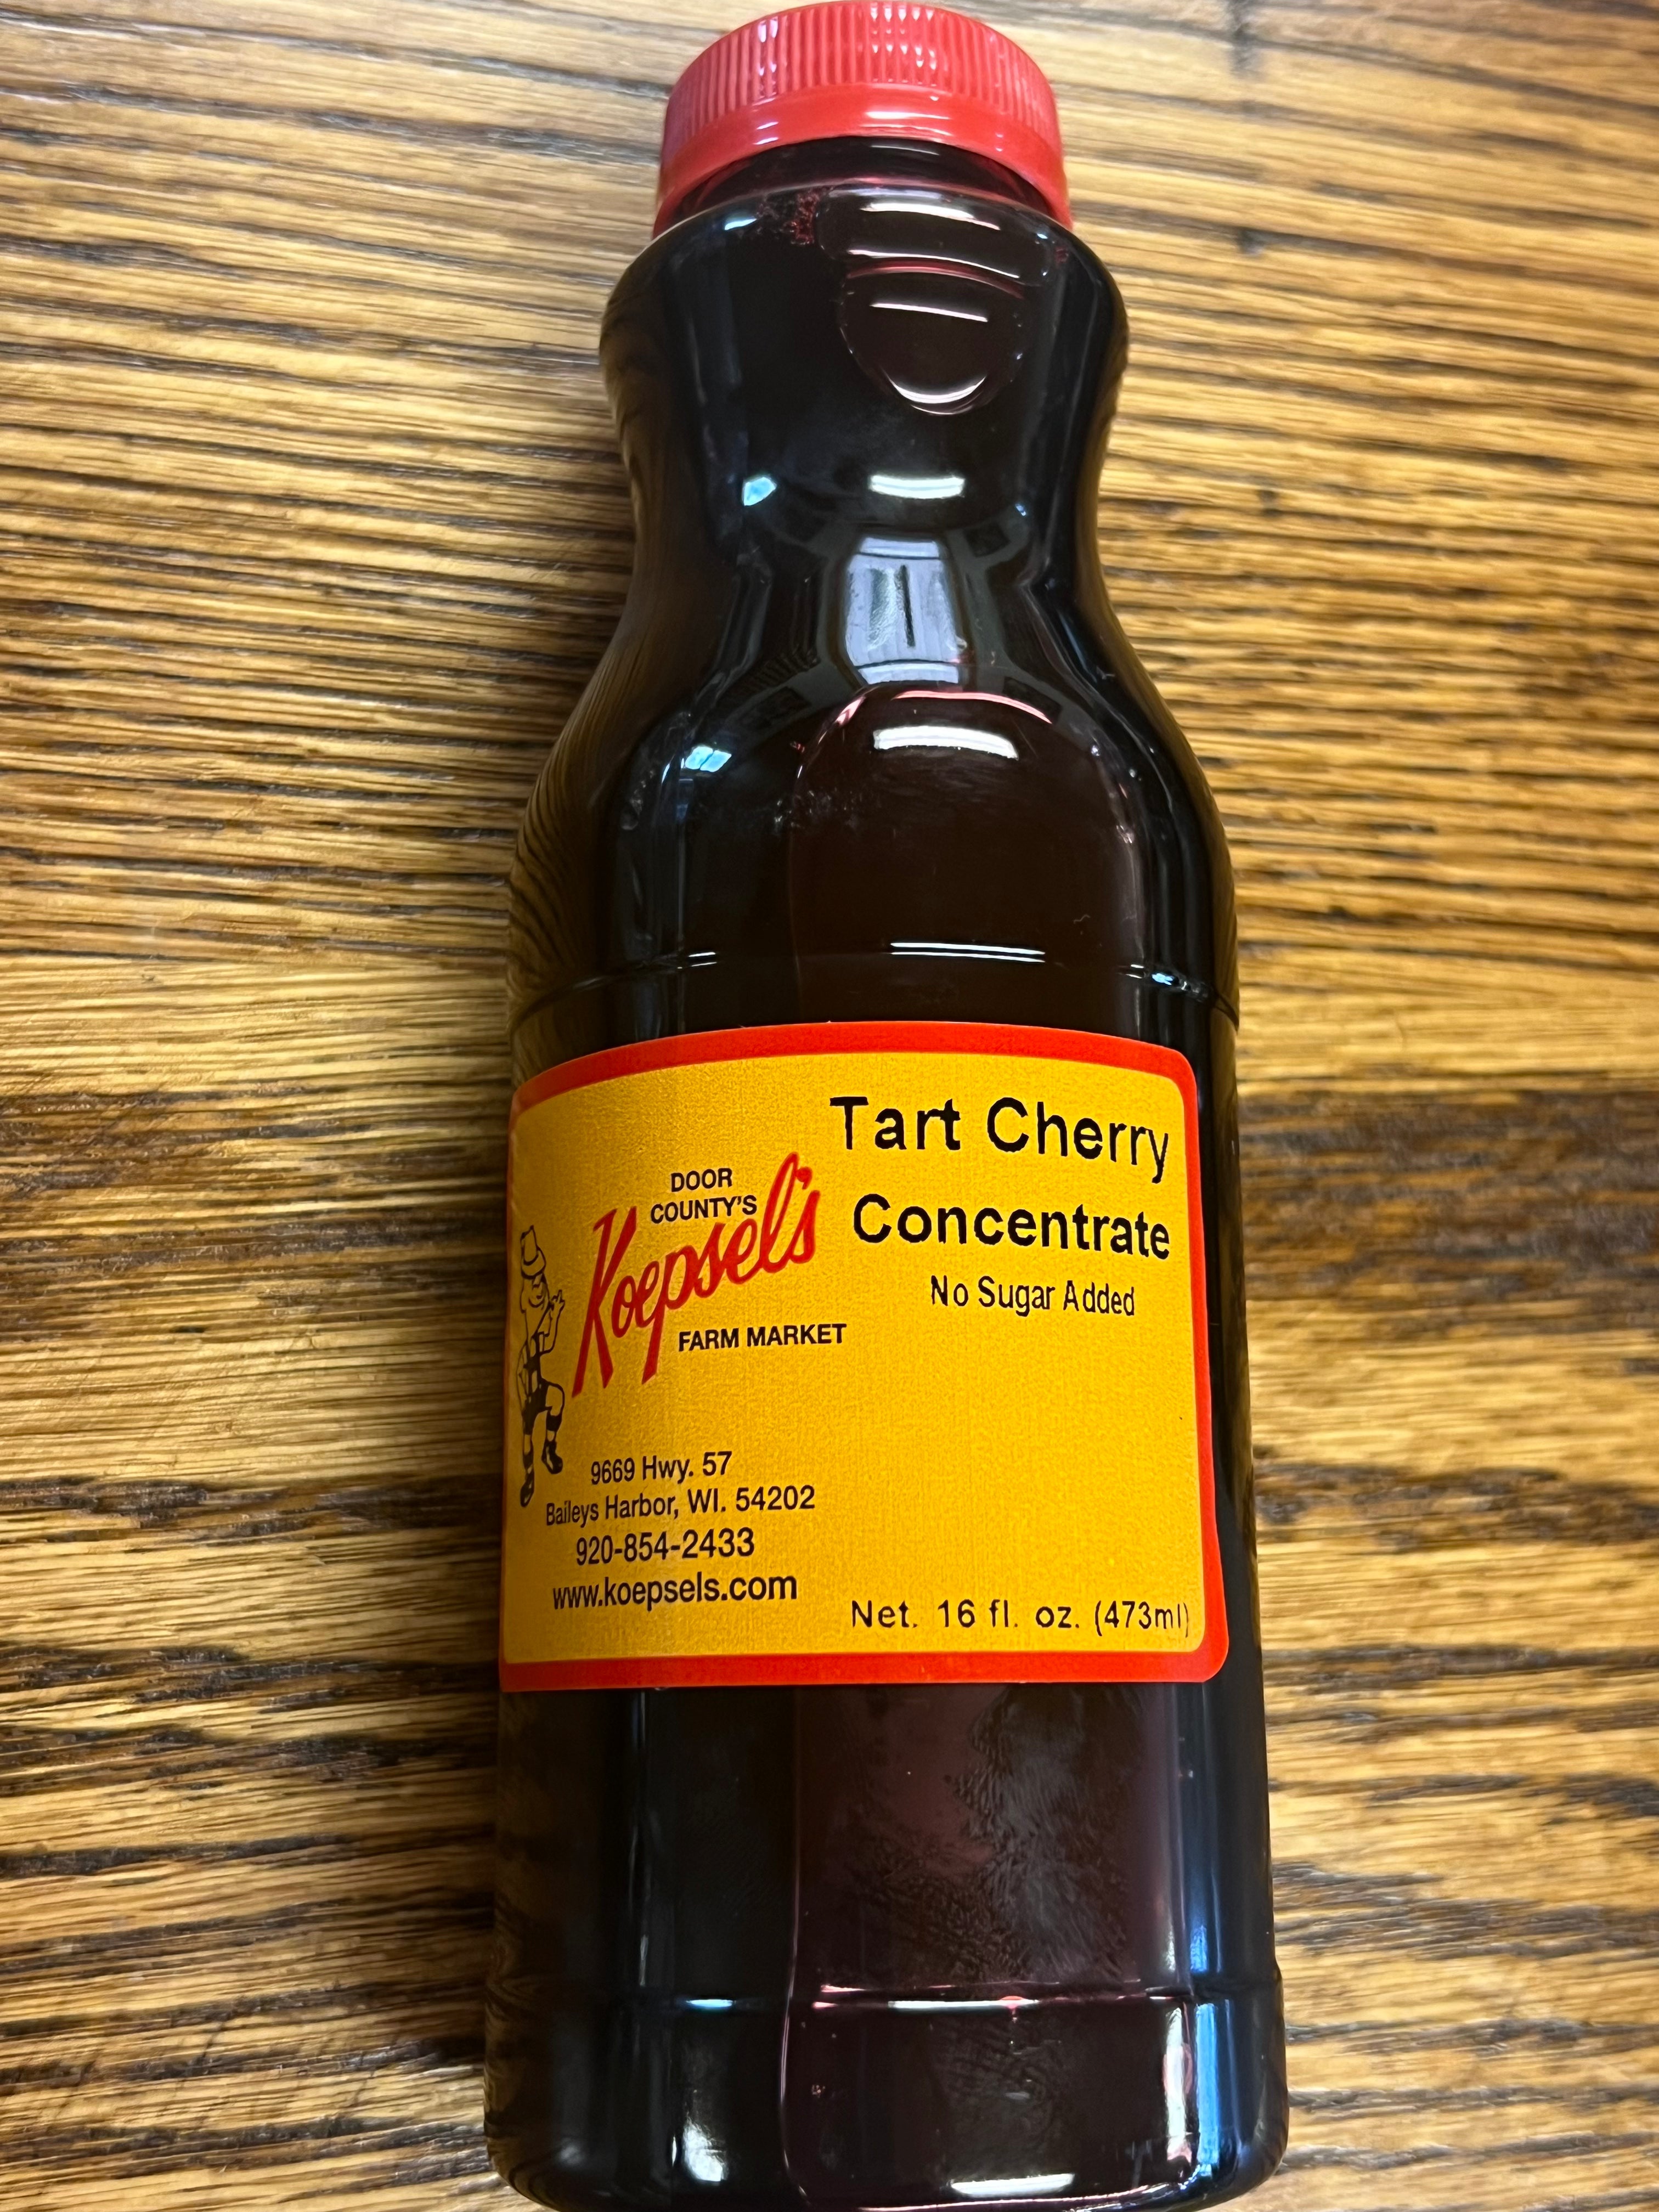 Tart Cherry
Concentrate
No Sugar Added
DOOR
COUNTY'S
Koepsel's
FARM MARKET
9669 Hwy. 57
Baileys Harbor, WI. 54202
920-854-2433
www.koepsels.com
Net. 16 fl. oz. (473ml)